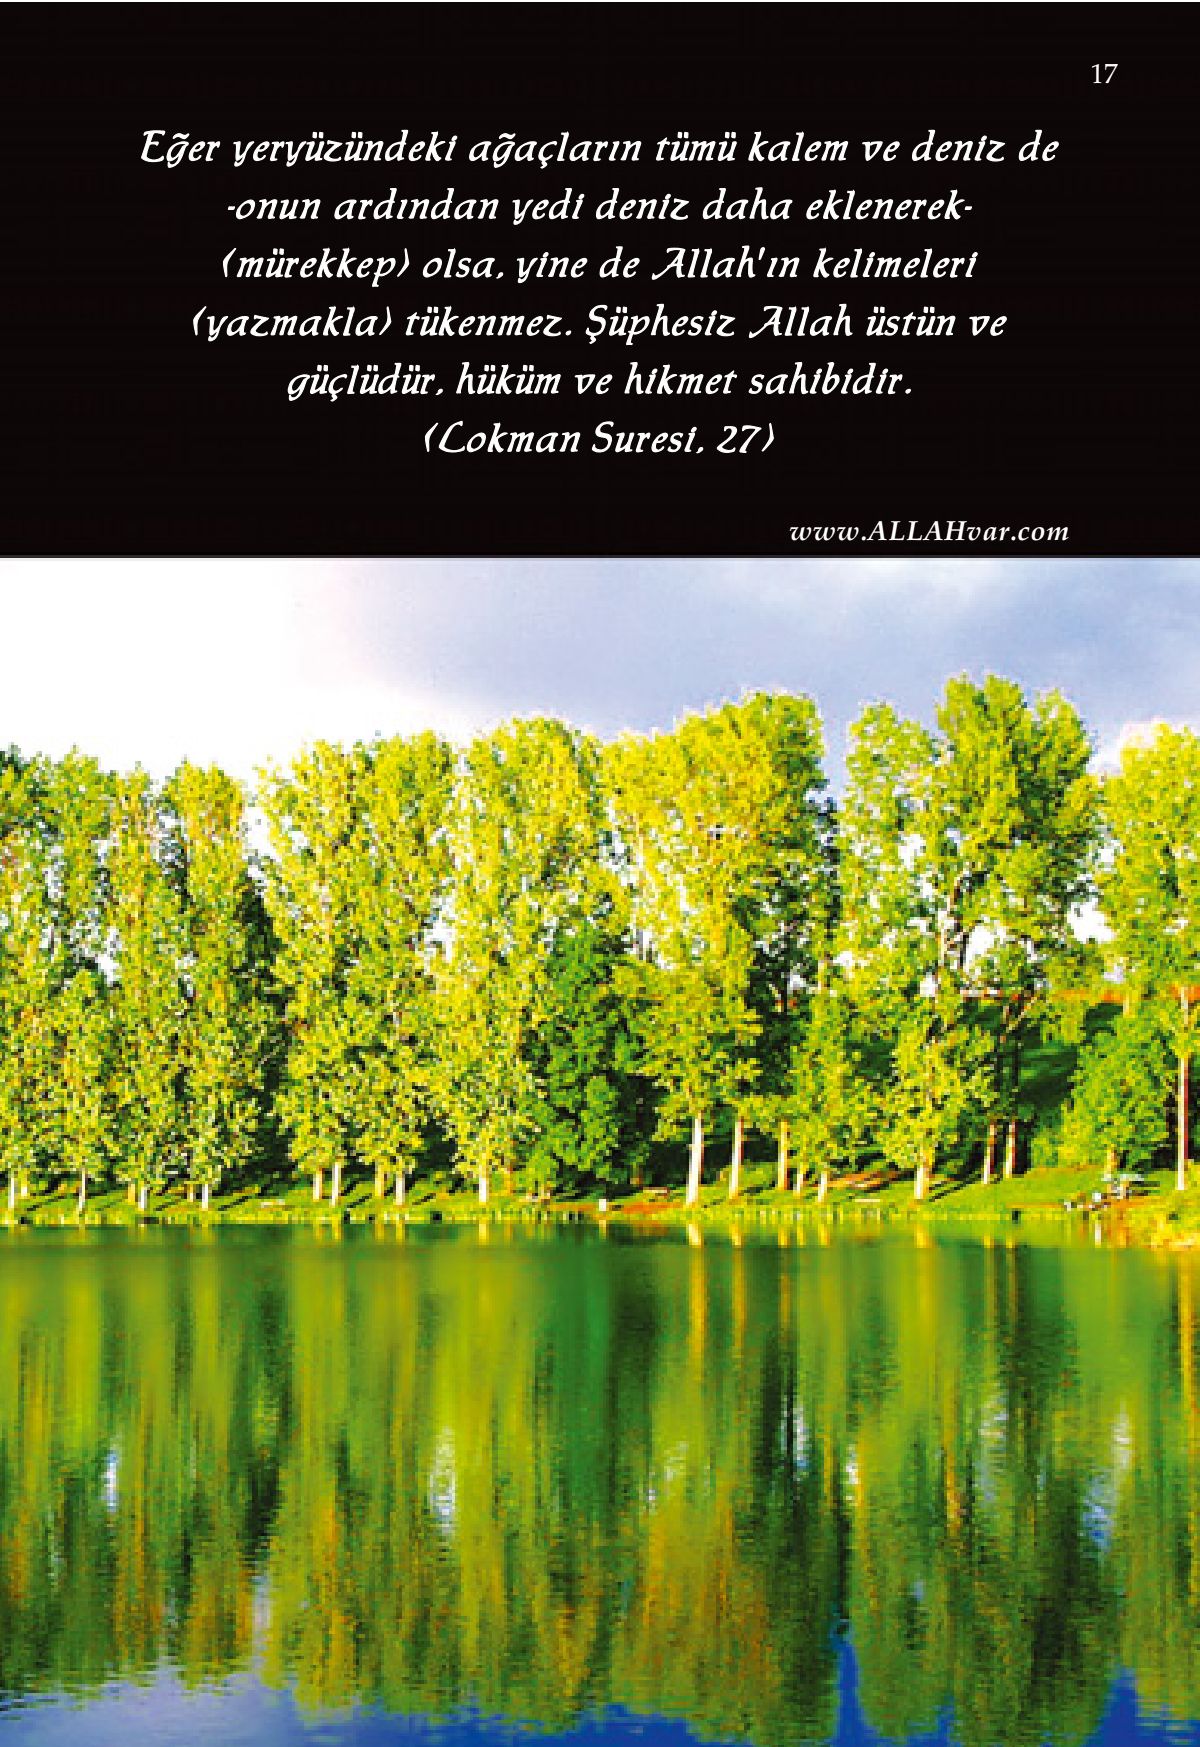 17
Eğer yeryüzündeki ağaçların tümü kalem ve deniz de
-onun ardından yedi deniz daha eklenerek-
(mürekkep) olsa, yine de Allah'ın kelimeleri
(yazmakla) tükenmez. Şüphesiz Allah üstün ve
güçlüdür, hüküm ve hikmet sahibidir.
(Lokman Suresi, 27)
www.ALLAHvar.com